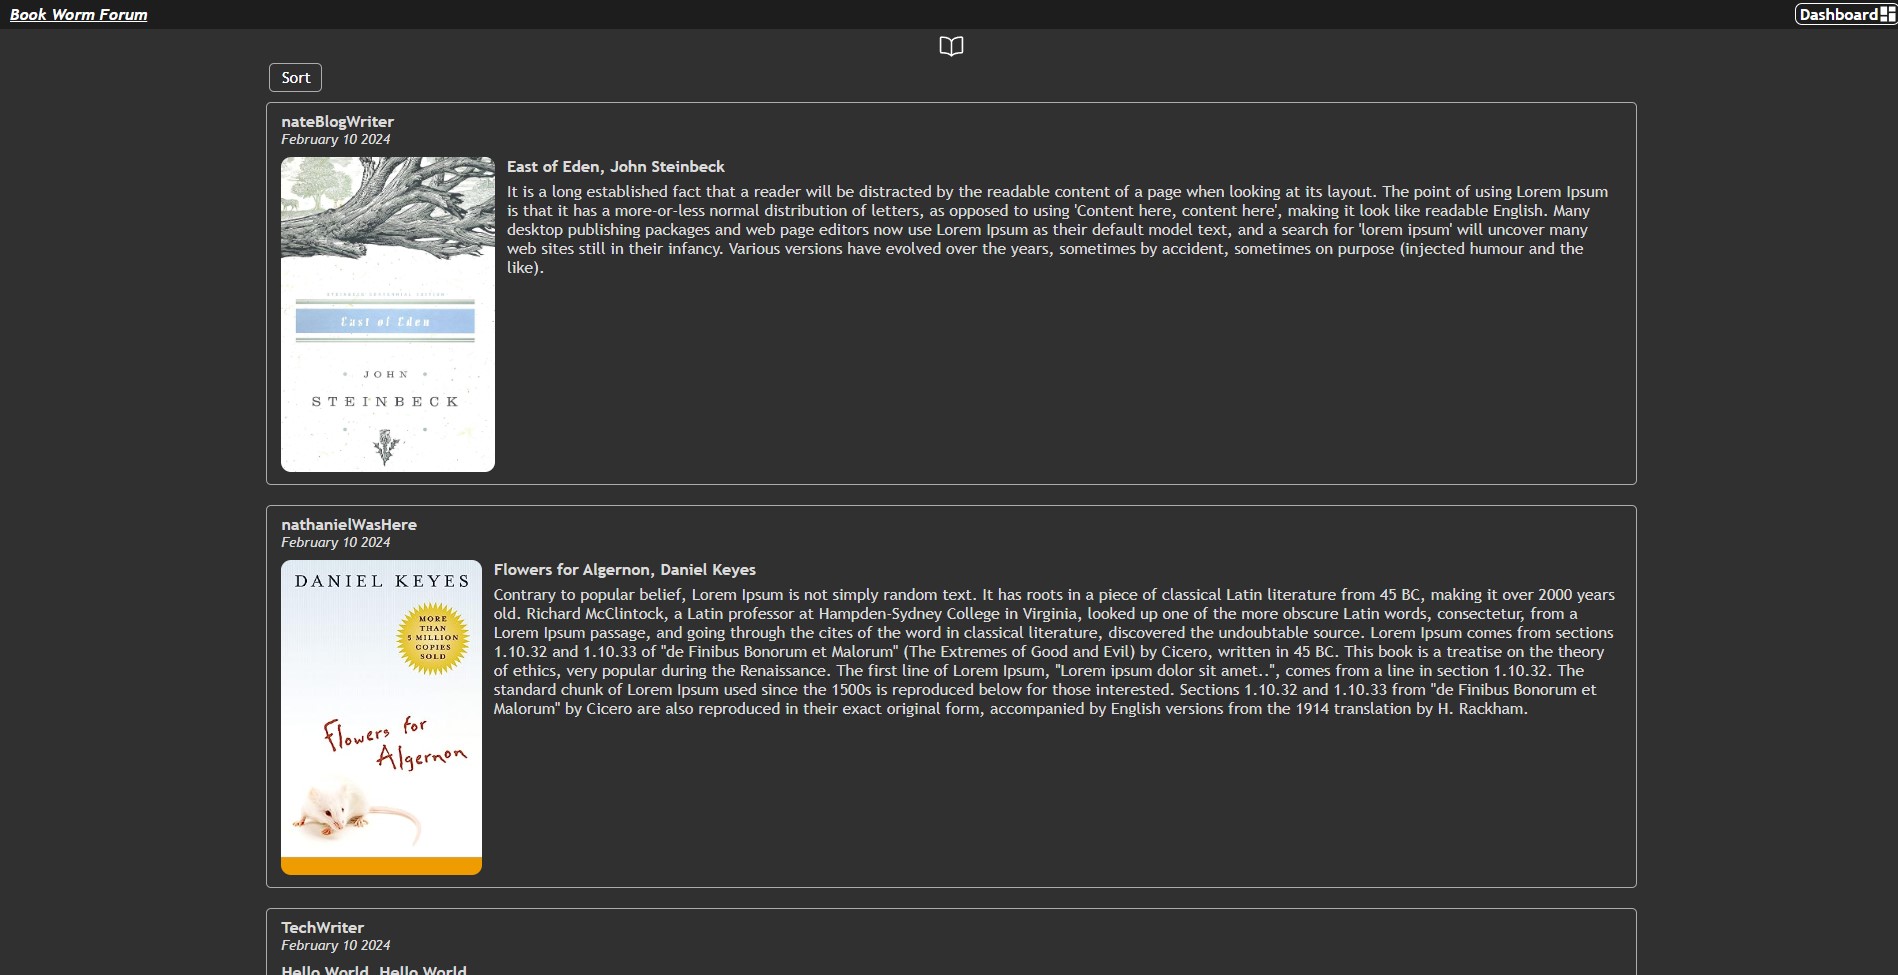 Book Worm Forum
Dashboard
Sort
nateBlogWriter
February 10 2024
East of Eden, John Steinbeck
It is a long established fact that a reader will be distracted by the readable content of a page when looking at its layout. The point of using Lorem Ipsum
is that it has a more-or-less normal distribution of letters, as opposed to using 'Content here, content here', making it look like readable English. Many
desktop publishing packages and web page editors now use Lorem Ipsum as their default model text, and a search for 'lorem ipsum' will uncover many
web sites still in their infancy. Various versions have evolved over the years, sometimes by accident, sometimes on purpose (injected humour and the
like).
STEINBECK CENTENNIAL EDITION
East of Eden
JOHN
STEINBECK
nathanielWasHere
February 10 2024
DANIEL KEYES
MORE
THAN
5 MILLION
COPIES
SOLD
Flowers for
Algernon
Flowers for Algernon, Daniel Keyes
Contrary to popular belief, Lorem Ipsum is not simply random text. It has roots in a piece of classical Latin literature from 45 BC, making it over 2000 years
old. Richard McClintock, a Latin professor at Hampden-Sydney College in Virginia, looked up one of the more obscure Latin words, consectetur, from a
Lorem Ipsum passage, and going through the cites of the word in classical literature, discovered the undoubtable source. Lorem Ipsum comes from sections
1.10.32 and 1.10.33 of "de Finibus Bonorum et Malorum" (The Extremes of Good and Evil) by Cicero, written in 45 BC. This book is a treatise on the theory
of ethics, very popular during the Renaissance. The first line of Lorem Ipsum, "Lorem ipsum dolor sit amet..", comes from a line in section 1.10.32. The
standard chunk of Lorem Ipsum used since the 1500s is reproduced below for those interested. Sections 1.10.32 and 1.10.33 from "de Finibus Bonorum et
Malorum" by Cicero are also reproduced in their exact original form, accompanied by English versions from the 1914 translation by H. Rackham.
TechWriter
February 10 2024
Hello World, Hello World